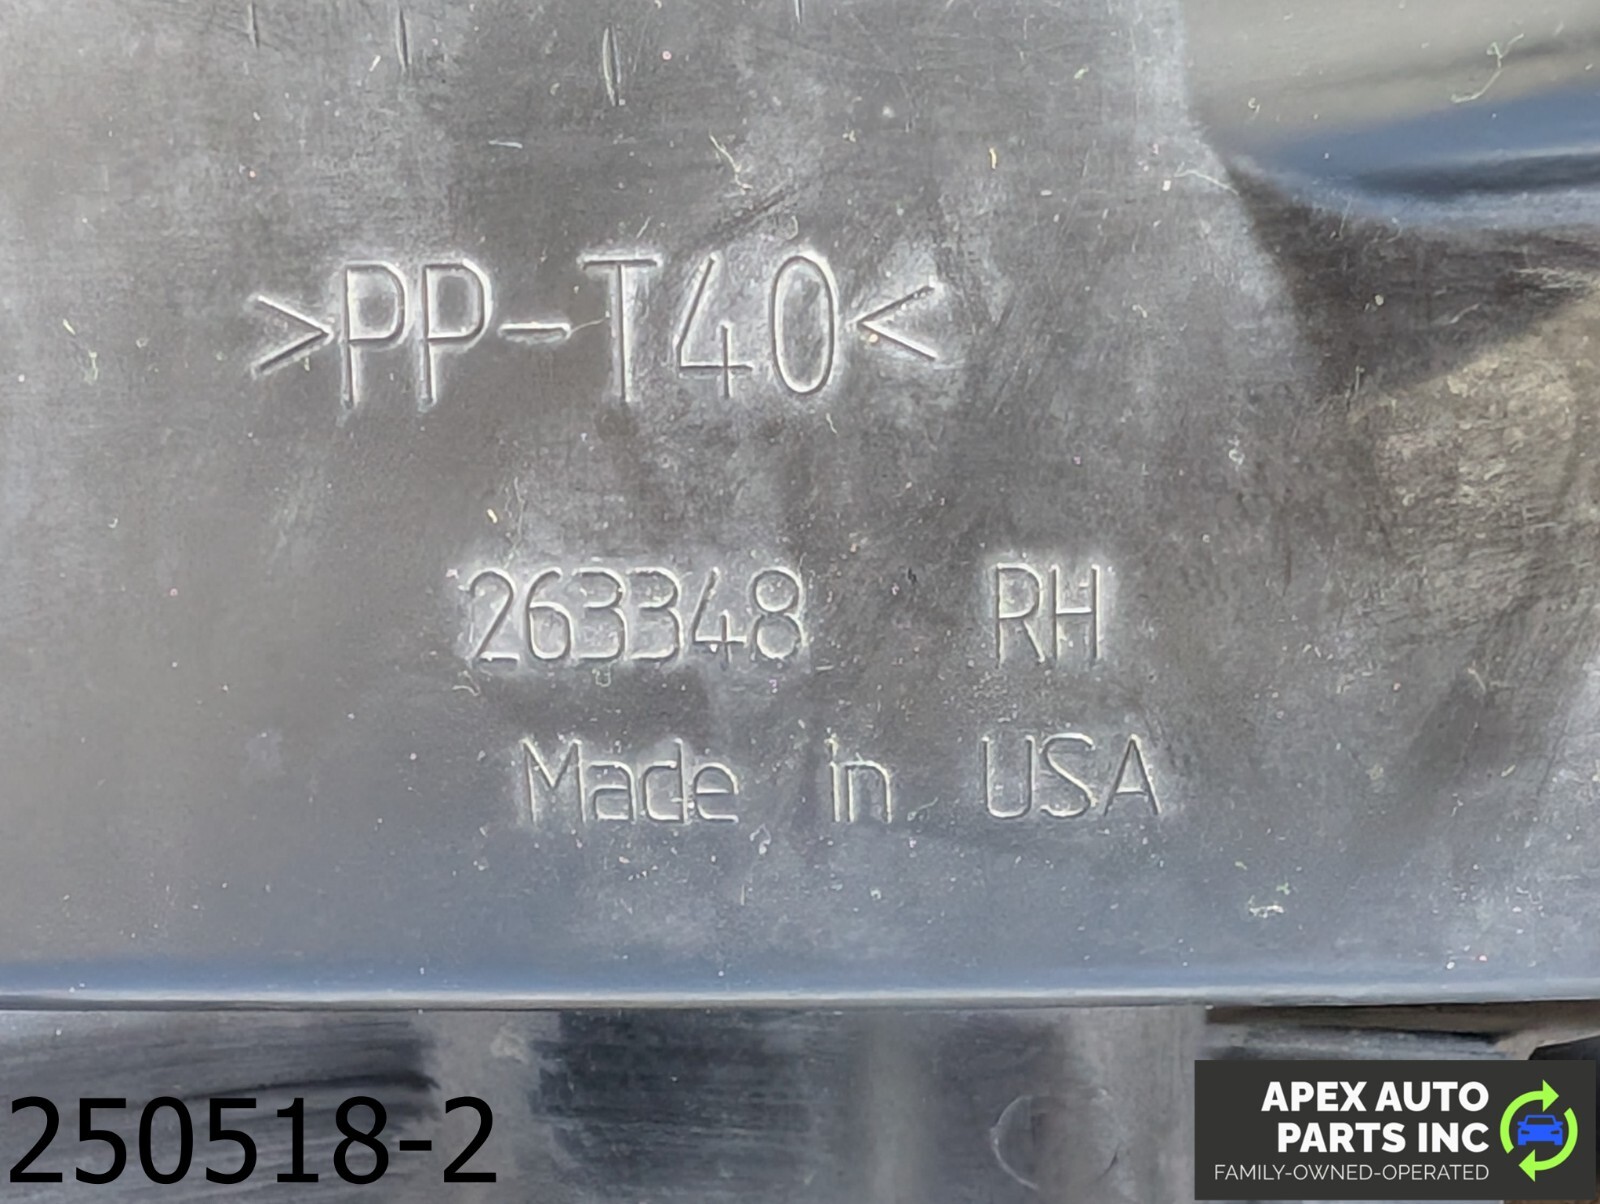 >PP-T40<
263348 RH
Made in USA
250518-2
APEX AUTO
PARTS INC
FAMILY-OWNED-OPERATED